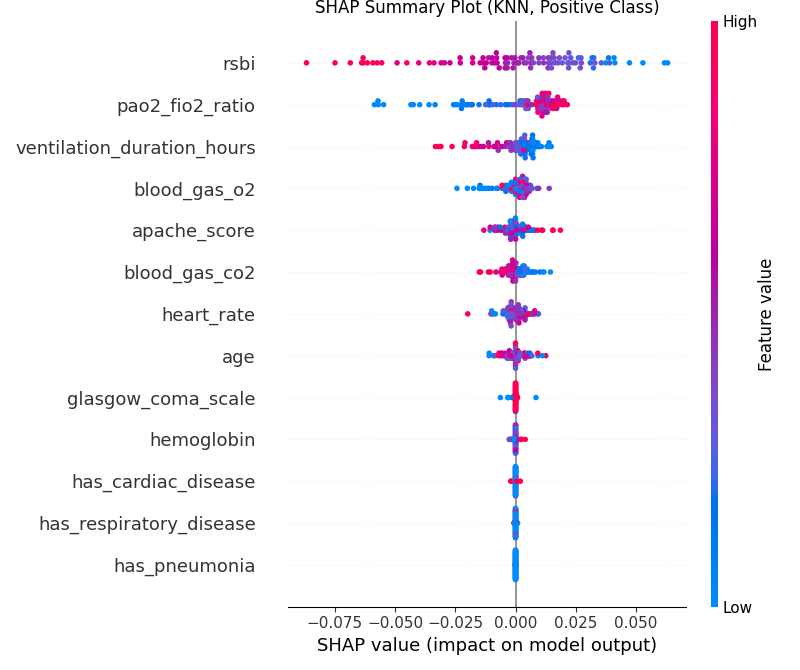 SHAP Summary Plot (KNN, Positive Class)
High
rsbi
pao2_fio2_ratio
ventilation_duration_hours
blood_gas_o2
apache_score
blood_gas_co2
heart_rate
age
glasgow_coma_scale
hemoglobin
has_cardiac_disease
has_respiratory_disease
has_pneumonia
Feature value
Low
−0.075 −0.050 −0.025 0.000 0.025 0.050
SHAP value (impact on model output)